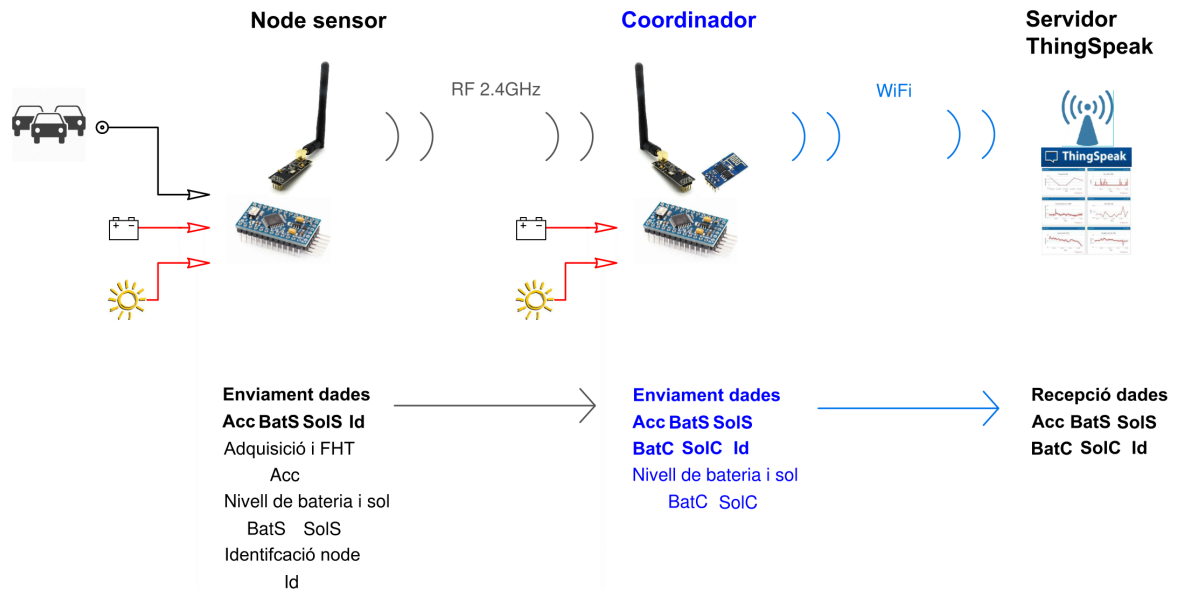 Node sensor
Coordinador
Servidor
ThingSpeak
RF 2.4GHz
WiFi
ThingSpeak
+ -
+ -
Enviament dades
Acc BatS SolS Id
Adquisició i FHT
Acc
Nivell de bateria i sol
BatS SolS
Identifcació node
Id
Enviament dades
Acc BatS SolS
BatC SolC Id
Nivell de bateria i sol
BatC SolC
Recepció dades
Acc BatS SolS
BatC SolC Id